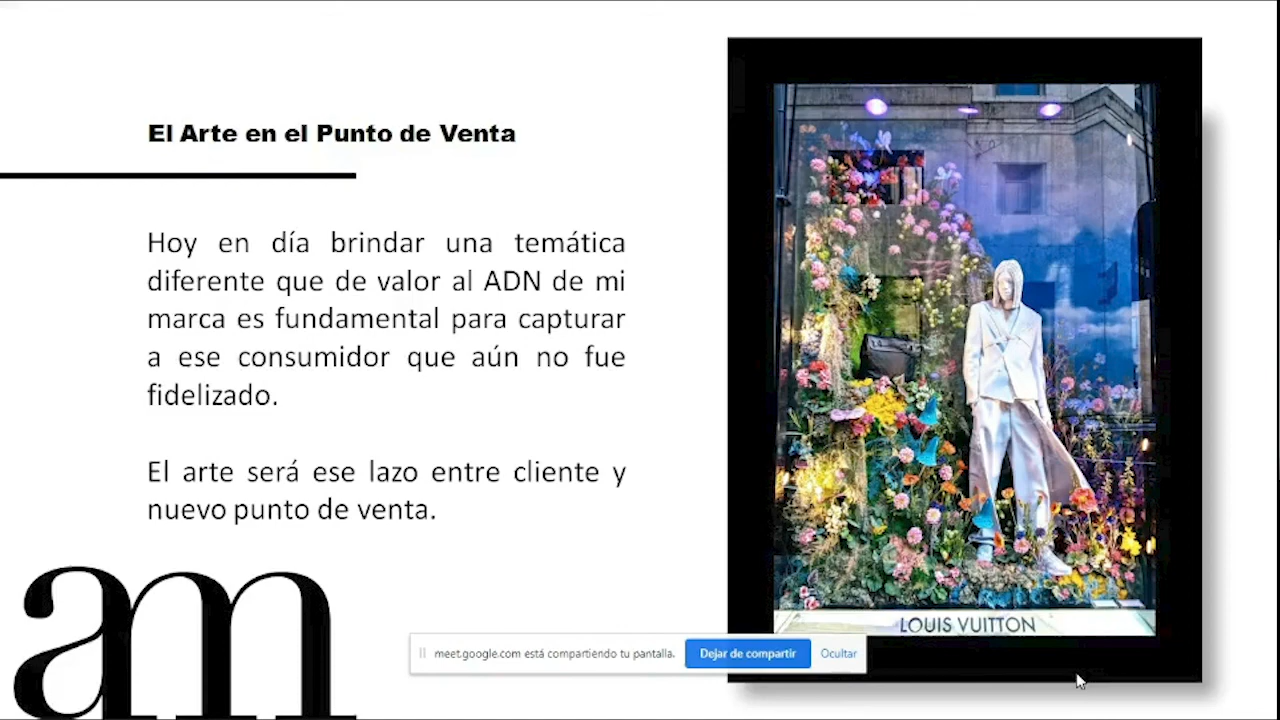 El Arte en el Punto de Venta
Hoy en día brindar una temática
diferente que de valor al ADN de mi
marca es fundamental para capturar
a ese consumidor que aún no fue
fidelizado.
El arte será ese lazo entre cliente y
nuevo punto de venta.
LOUIS VUITTON
am
meet.google.com está compartiendo tu pantalla.
Dejar de compartir
Ocultar